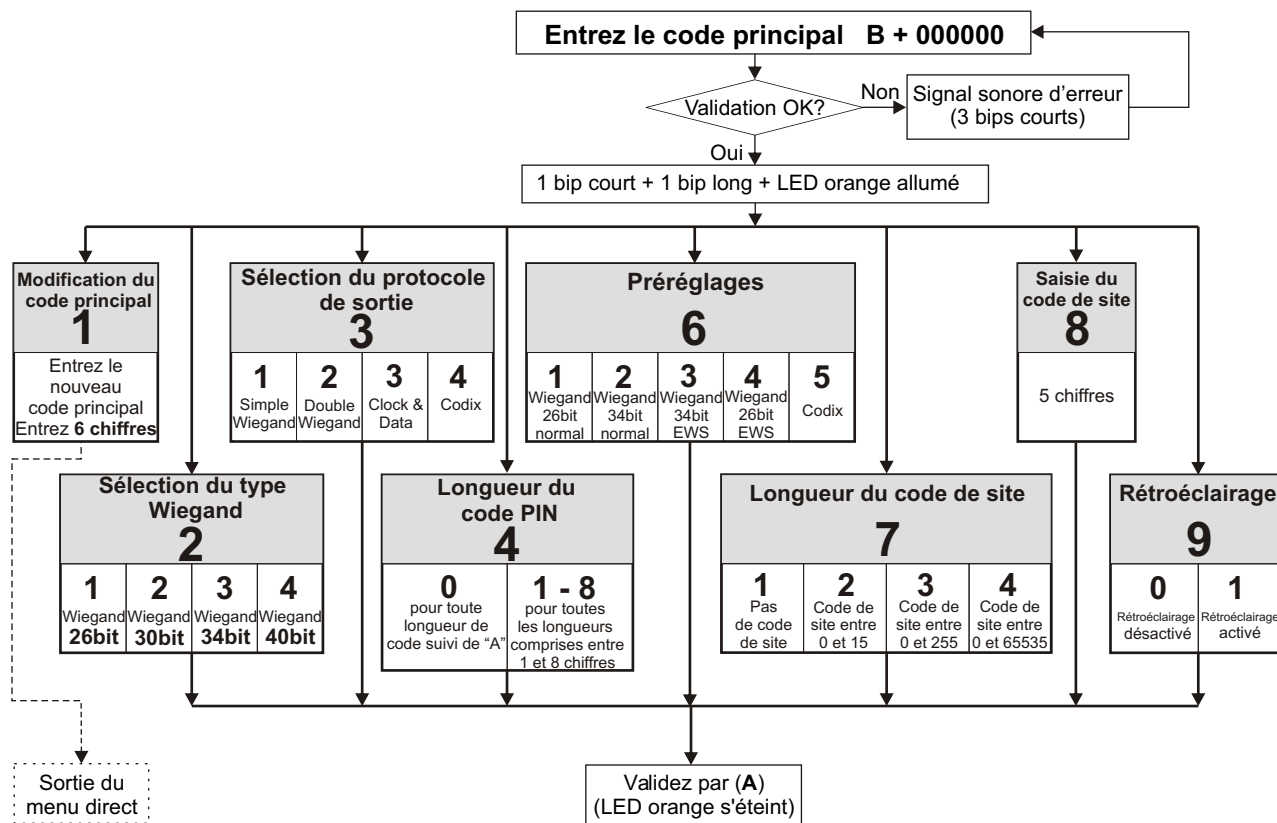 Entrez le code principal B + 000000
Validation OK?
Non
Signal sonore d’erreur
(3 bips courts)
Oui
1 bip court + 1 bip long + LED orange allumé
Modification du
code principal
1
Entrez le
nouveau
code principal
Entrez 6 chiffres
Sélection du protocole
de sortie
3
1
Simple
Wiegand
2
Double
Wiegand
3
Clock &
Data
4
Codix
Préréglages
6
1
Wiegand
26bit
normal
2
Wiegand
34bit
normal
3
Wiegand
34bit
EWS
4
Wiegand
26bit
EWS
5
Codix
Saisie du
code de site
8
5 chiffres
Sélection du type
Wiegand
2
1
Wiegand
26bit
2
Wiegand
30bit
3
Wiegand
34bit
4
Wiegand
40bit
Longueur du
code PIN
4
0
pour toute
longueur de
code suivi de “A”
1 - 8
pour toutes
les longueurs
comprises entre
1 et 8 chiffres
Longueur du code de site
7
1
Pas
de code
de site
2
Code de
site entre
0 et 15
3
Code de
site entre
0 et 255
4
Code de
site entre
0 et 65535
Rétroéclairage
9
0
Rétroéclairage
désactivé
1
Rétroéclairage
activé
Sortie du
menu direct
Validez par (A)
(LED orange s'éteint)